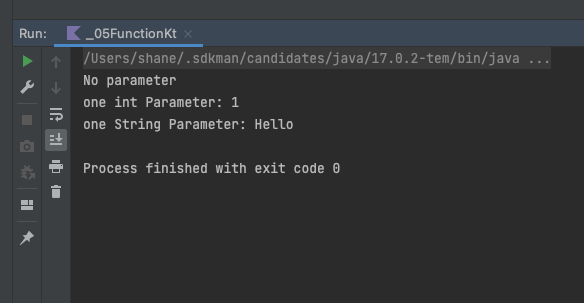 Run: _05FunctionKt
/Users/shane/.sdkman/candidates/java/17.0.2-tem/bin/java ...
No parameter
one int Parameter: 1
one String Parameter: Hello
Process finished with exit code 0